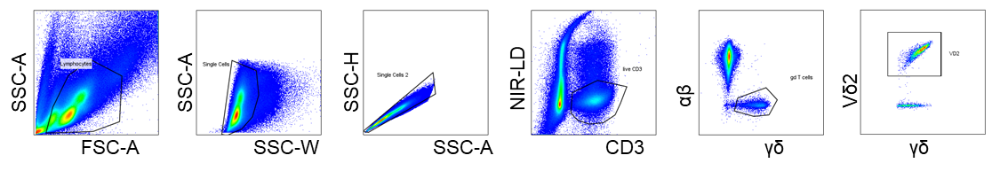 SSC-A
Lymphocytes
FSC-A
SSC-A
Single Cells
SSC-W
SSC-H
Single Cells 2
SSC-A
NIR-LD
live CD3
CD3
αβ
gd T cells
γδ
Vδ2
VD2
γδ